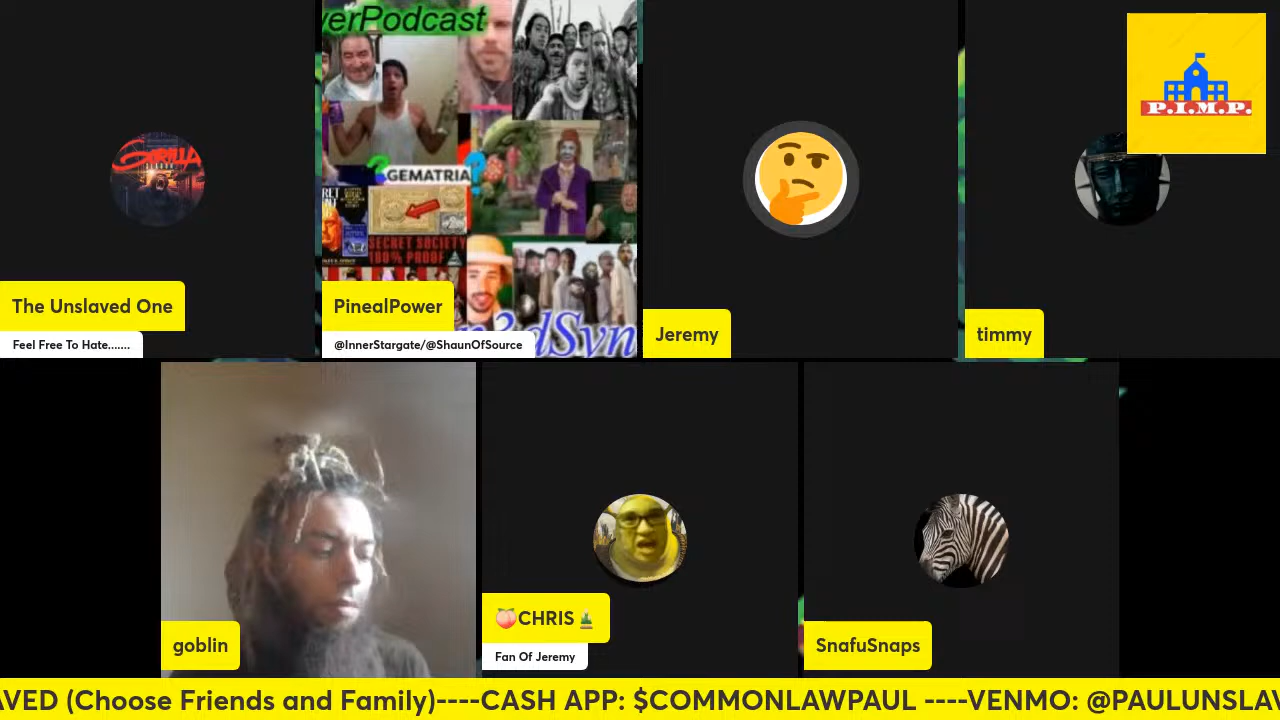 verPodcast
GEMATRIA
SECRET SOCIETY
100% PROOF
P.I.M.P.
The Unslaved One
Feel Free To Hate.......
PinealPower
@InnerStargate/@ShaunOfSource
Jeremy
timmy
goblin
🍑CHRIS
Fan Of Jeremy
SnafuSnaps
AVED (Choose Friends and Family)----CASH APP: $COMMONLAWPAUL ----VENMO: @PAULUNSLAV